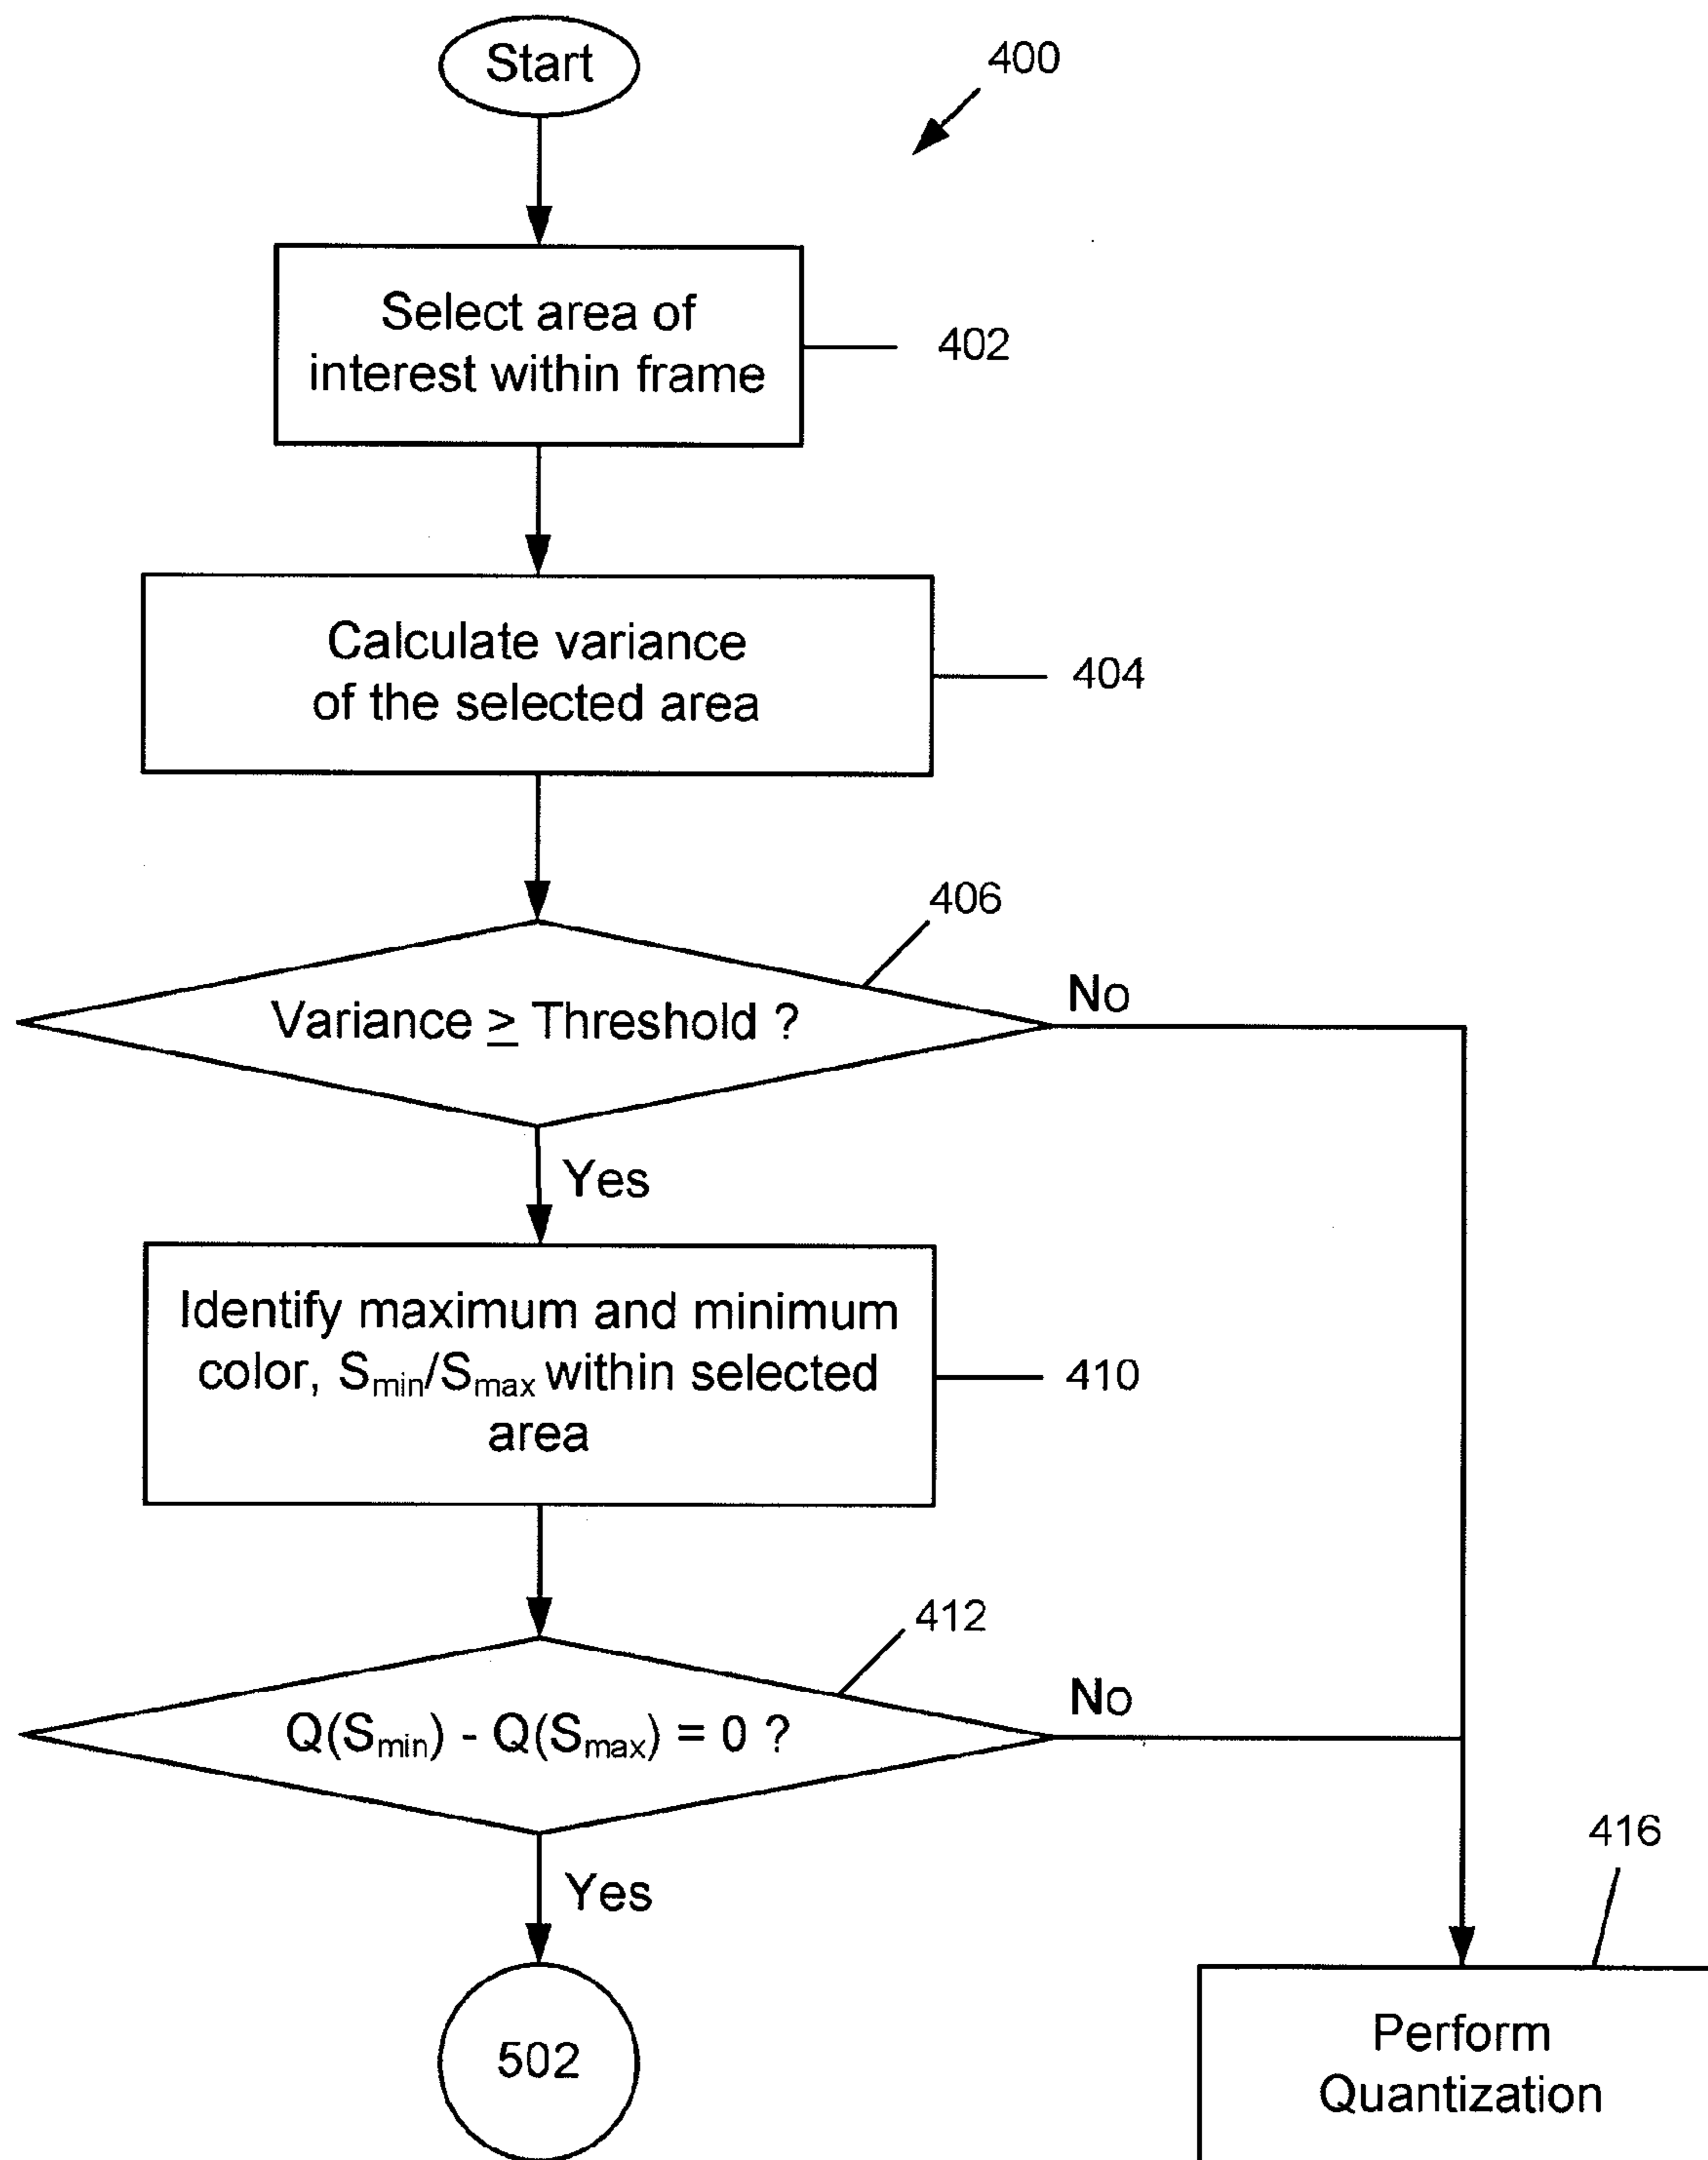 Start
400
Select area of
interest within frame
402
Calculate variance
of the selected area
404
406
Variance ≥ Threshold ?
No
Yes
Identify maximum and minimum
color, Smin/Smax within selected
area
410
412
Q(Smin) - Q(Smax) = 0 ?
No
Yes
416
502
Perform
Quantization